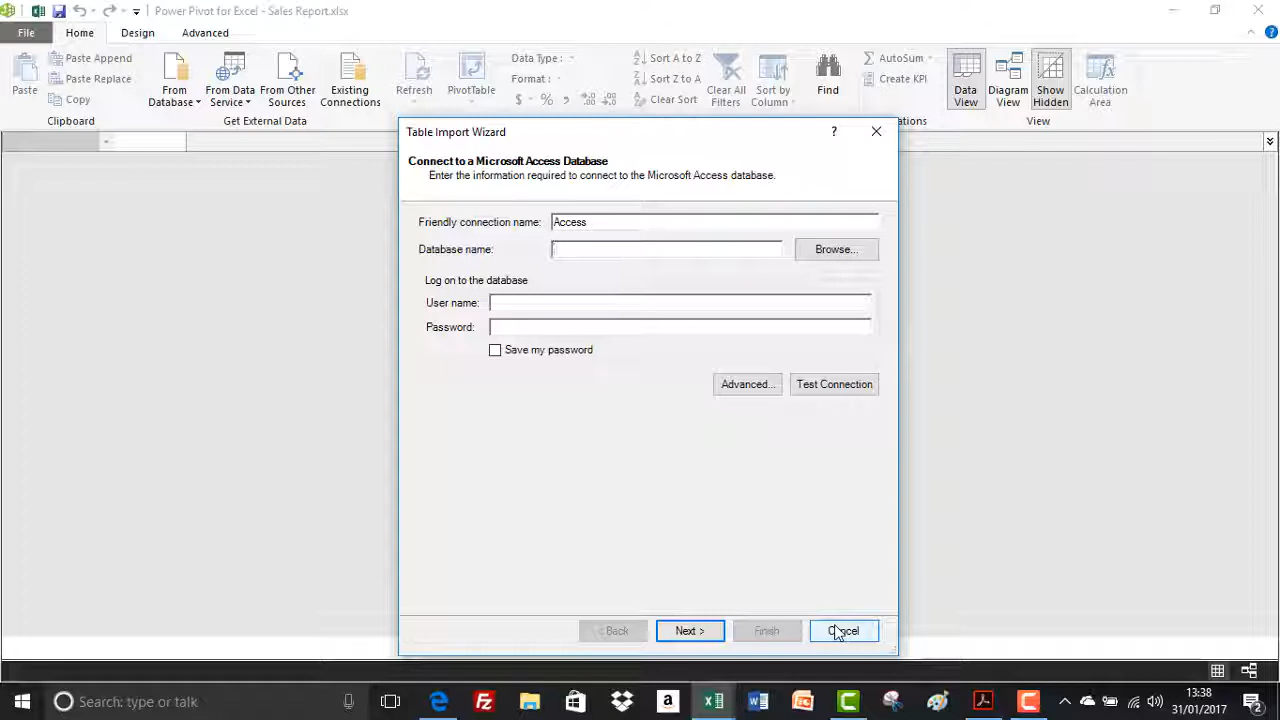 Power Pivot for Excel - Sales Report.xlsx
File Home Design Advanced
Paste
Paste Append
Paste Replace
Copy
Clipboard
From Database
From Data Service
From Other Sources
Existing Connections
Get External Data
Refresh
PivotTable
Data Type :
Format :
$ % ,
Sort A to Z
Sort Z to A
Clear Sort
Clear All Filters
Sort by Column
Find
AutoSum
Create KPI
ations
Data View
Diagram View
Show Hidden
Calculation Area
View
Table Import Wizard
?
Connect to a Microsoft Access Database
Enter the information required to connect to the Microsoft Access database.
Friendly connection name: Access
Database name: Browse...
Log on to the database
User name:
Password:
Save my password
Advanced... Test Connection
< Back Next > Finish Cancel
Search or talk
13:38
31/01/2017
2